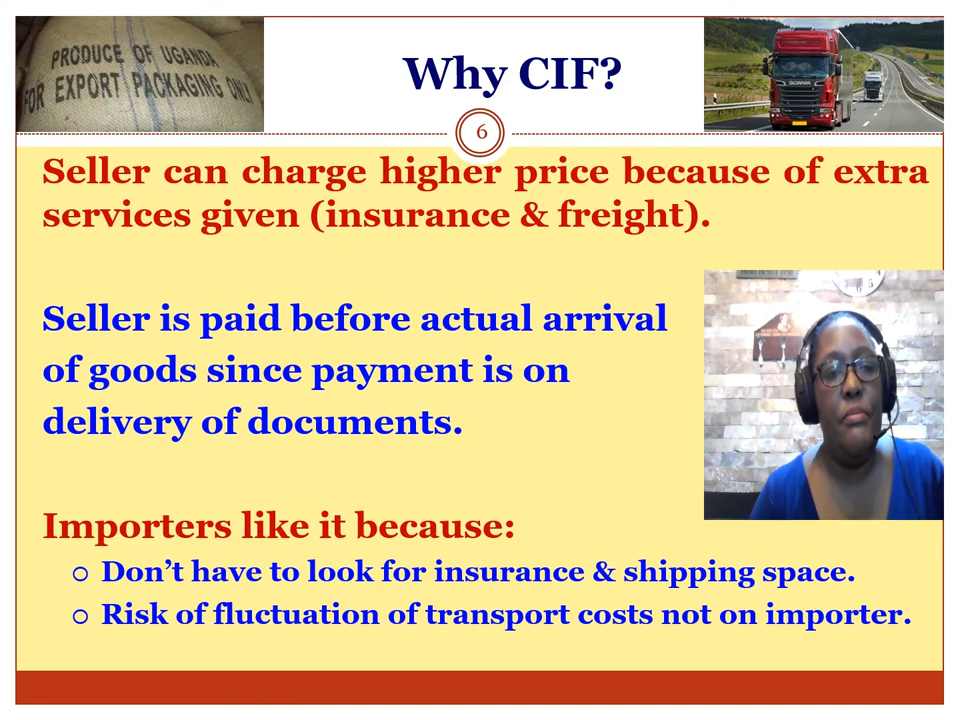 PRODUCE OF UGANDA
FOR EXPORT PACKAGING ONLY
Why CIF?
SCANIA
6
Seller can charge higher price because of extra
services given (insurance & freight).
Seller is paid before actual arrival
of goods since payment is on
delivery of documents.
Importers like it because:
Don’t have to look for insurance & shipping space.
Risk of fluctuation of transport costs not on importer.